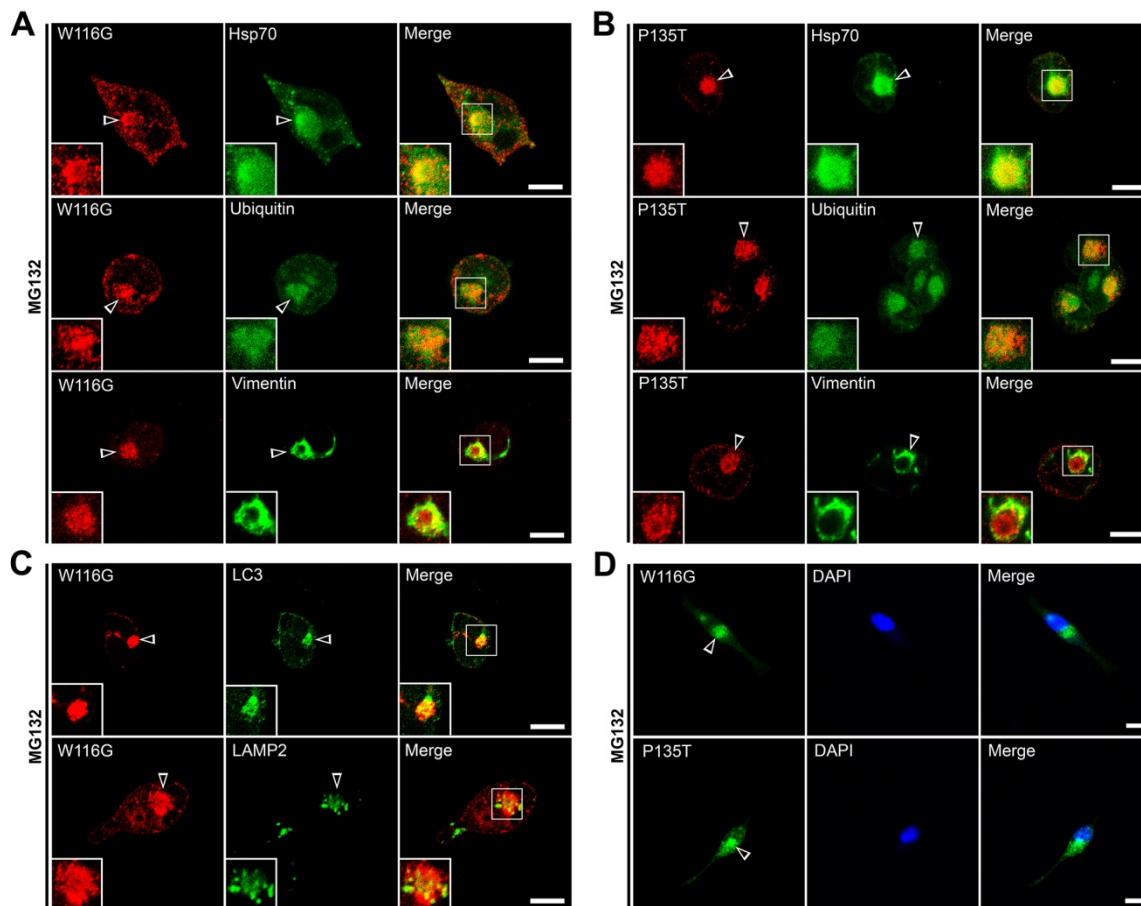 A
W116G Hsp70 Merge
W116G Ubiquitin Merge
W116G Vimentin Merge
MG132
B
P135T Hsp70 Merge
P135T Ubiquitin Merge
P135T Vimentin Merge
MG132
C
W116G LC3 Merge
W116G LAMP2 Merge
MG132
D
W116G DAPI Merge
P135T DAPI Merge
MG132